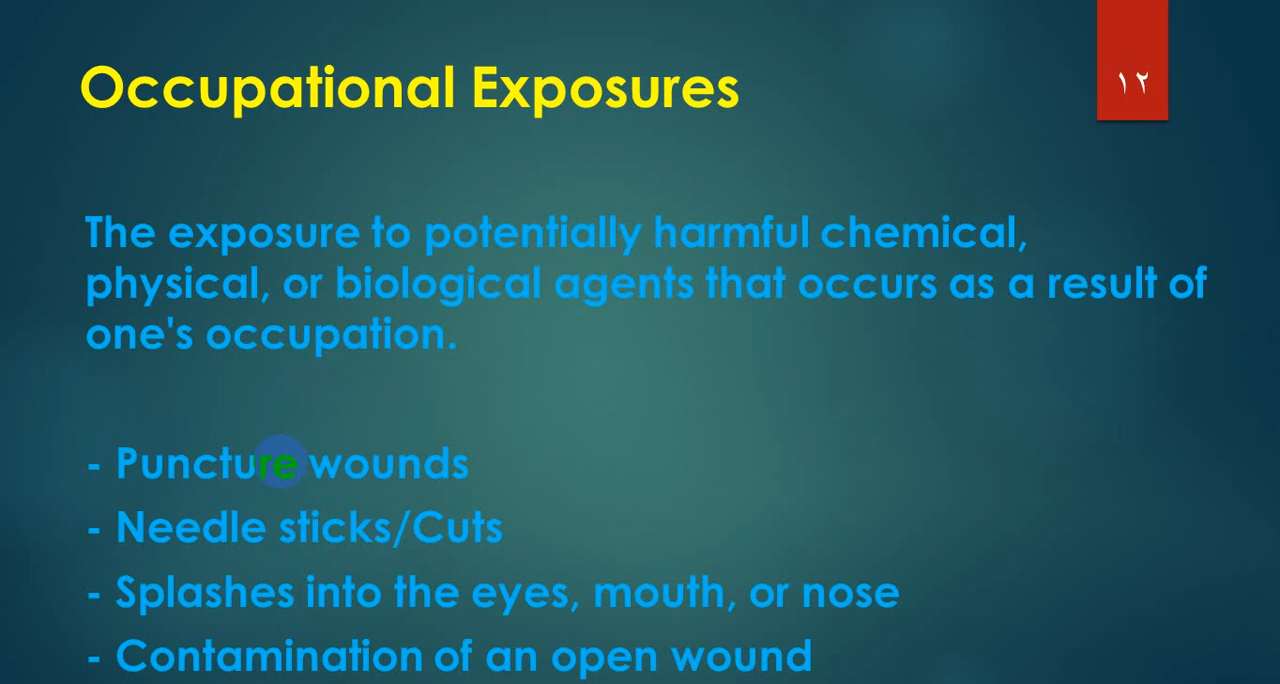 Occupational Exposures
١٢
The exposure to potentially harmful chemical,
physical, or biological agents that occurs as a result of
one's occupation.
- Puncture wounds
- Needle sticks/Cuts
- Splashes into the eyes, mouth, or nose
- Contamination of an open wound